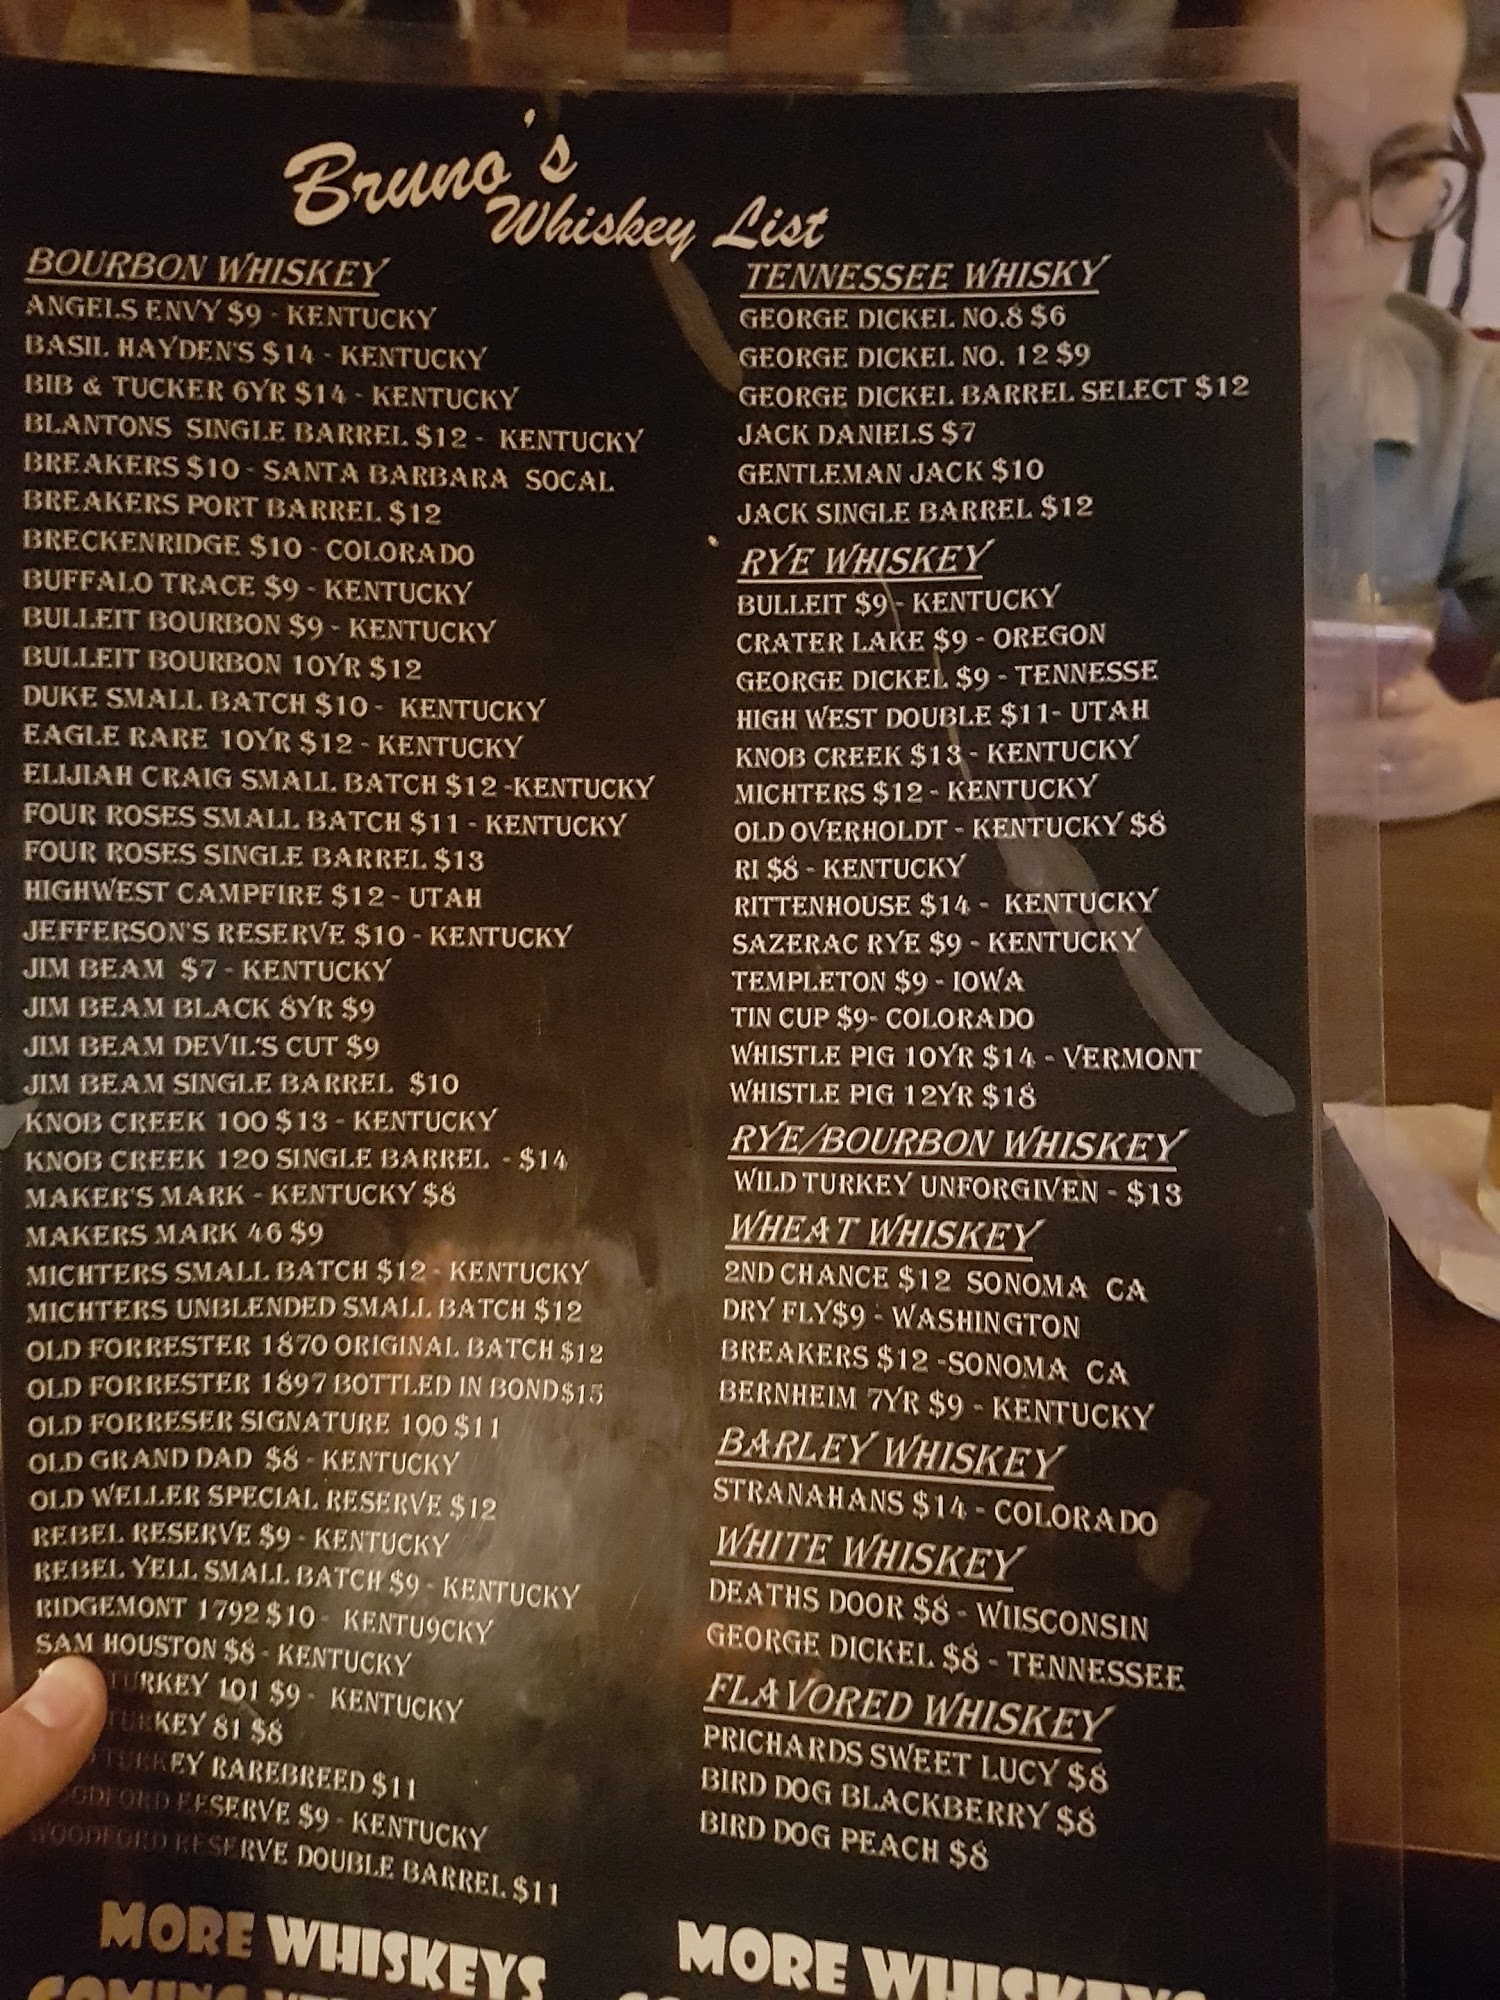 Bruno's
Whiskey List
BOURBON WHISKEY
ANGELS ENVY $9 - KENTUCKY
BASIL HAYDEN'S $14 - KENTUCKY
BIB & TUCKER 6YR $14 - KENTUCKY
BLANTONS SINGLE BARREL $12 - KENTUCKY
BREAKERS $10 - SANTA BARBARA SOCAL
BREAKERS PORT BARREL $12
BRECKENRIDGE $10 - COLORADO
BUFFALO TRACE $9 - KENTUCKY
BULLEIT BOURBON $9 - KENTUCKY
BULLEIT BOURBON 10YR $12
DUKE SMALL BATCH $10 - KENTUCKY
EAGLE RARE 10YR $12 - KENTUCKY
ELIJIAH CRAIG SMALL BATCH $12 -KENTUCKY
FOUR ROSES SMALL BATCH $11 - KENTUCKY
FOUR ROSES SINGLE BARREL $13
HIGHWEST CAMPFIRE $12 - UTAH
JEFFERSON'S RESERVE $10 - KENTUCKY
JIM BEAM $7 - KENTUCKY
JIM BEAM BLACK 8YR $9
JIM BEAM DEVIL'S CUT $9
JIM BEAM SINGLE BARREL $10
KNOB CREEK 100 $13 - KENTUCKY
KNOB CREEK 120 SINGLE BARREL - $14
MAKER'S MARK - KENTUCKY $8
MAKERS MARK 46 $9
MICHTERS SMALL BATCH $12 - KENTUCKY
MICHTERS UNBLENDED SMALL BATCH $12
OLD FORRESTER 1870 ORIGINAL BATCH $12
OLD FORRESTER 1897 BOTTLED IN BOND $15
OLD FORRESER SIGNATURE 100 $11
OLD GRAND DAD $8 - KENTUCKY
OLD WELLER SPECIAL RESERVE $12
REBEL RESERVE $9 - KENTUCKY
REBEL YELL SMALL BATCH $9 - KENTUCKY
RIDGEMONT 1792 $10 - KENTU9CKY
SAM HOUSTON $8 - KENTUCKY
TURKEY 101 $9 - KENTUCKY
TURKEY 81 $8
TURKEY RAREBREED $11
WOODFORD RESERVE $9 - KENTUCKY
WOODFORD RESERVE DOUBLE BARREL $11
MORE WHISKEYS
COMING
TENNESSEE WHISKY
GEORGE DICKEL NO.8 $6
GEORGE DICKEL NO. 12 $9
GEORGE DICKEL BARREL SELECT $12
JACK DANIELS $7
GENTLEMAN JACK $10
JACK SINGLE BARREL $12
RYE WHISKEY
BULLEIT $9 - KENTUCKY
CRATER LAKE $9 - OREGON
GEORGE DICKEL $9 - TENNESSE
HIGH WEST DOUBLE $11- UTAH
KNOB CREEK $13 - KENTUCKY
MICHTERS $12 - KENTUCKY
OLD OVERHOLDT - KENTUCKY $8
RI $8 - KENTUCKY
RITTENHOUSE $14 - KENTUCKY
SAZERAC RYE $9 - KENTUCKY
TEMPLETON $9 - IOWA
TIN CUP $9- COLORADO
WHISTLE PIG 10YR $14 - VERMONT
WHISTLE PIG 12YR $18
RYE/BOURBON WHISKEY
WILD TURKEY UNFORGIVEN - $13
WHEAT WHISKEY
2ND CHANCE $12 SONOMA CA
DRY FLY$9 - WASHINGTON
BREAKERS $12 -SONOMA CA
BERNHEIM 7YR $9 - KENTUCKY
BARLEY WHISKEY
STRANAHANS $14 - COLORADO
WHITE WHISKEY
DEATHS DOOR $8 - WIISCONSIN
GEORGE DICKEL $8 - TENNESSEE
FLAVORED WHISKEY
PRICHARDS SWEET LUCY $8
BIRD DOG BLACKBERRY $8
BIRD DOG PEACH $8
MORE WHISKEYS